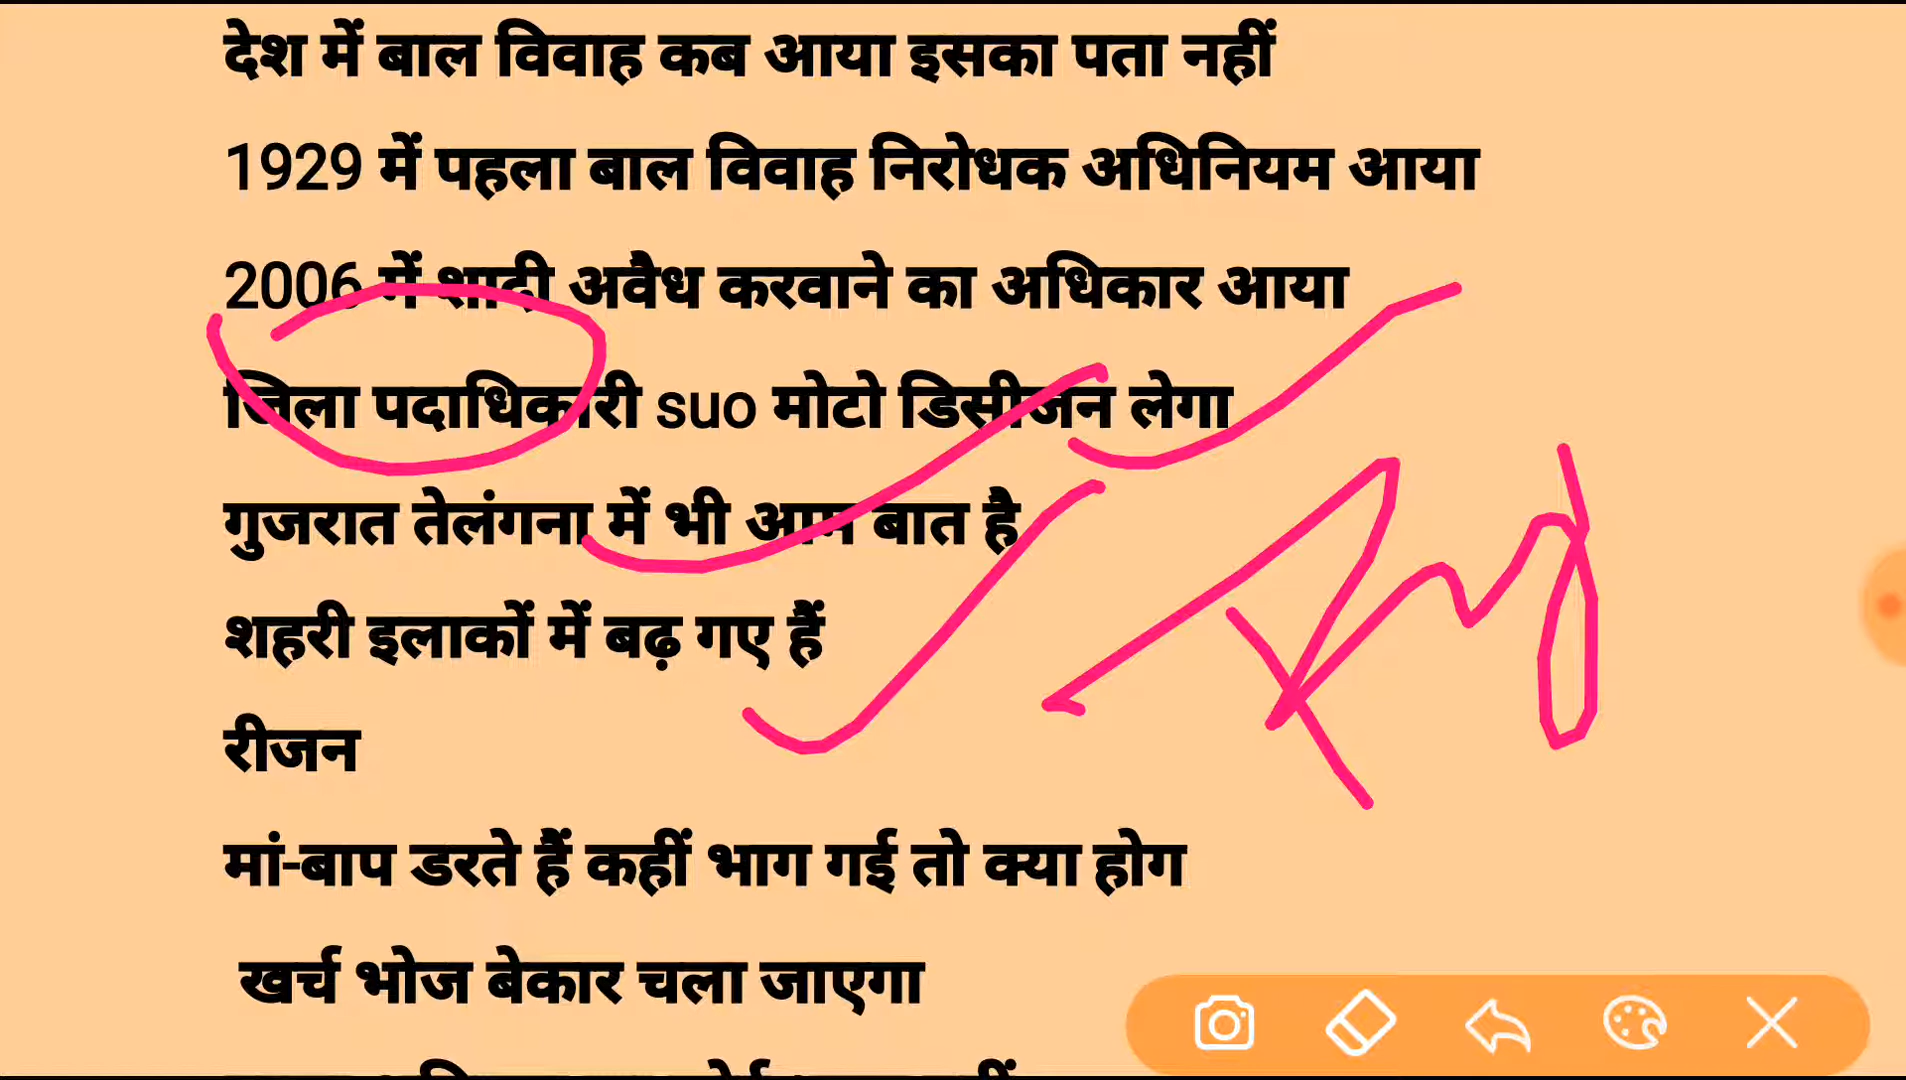 देश में बाल विवाह कब आया इसका पता नहीं
1929 में पहला बाल विवाह निरोधक अधिनियम आया
2006 में शादी अवैध करवाने का अधिकार आया
जिला पदाधिकारी suo मोटो डिसीजन लेगा
गुजरात तेलंगना में भी आम बात है
शहरी इलाकों में बढ़ गए हैं
रीजन
मां-बाप डरते हैं कहीं भाग गई तो क्या होग
खर्च भोज बेकार चला जाएगा